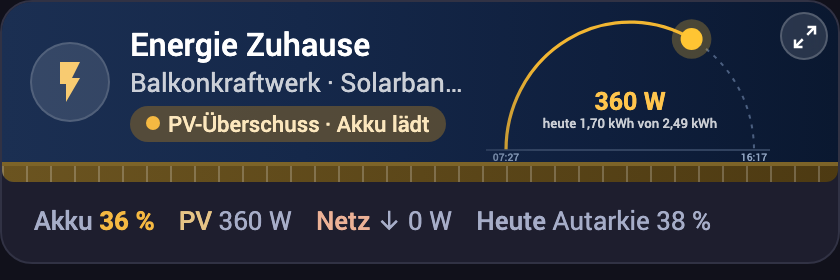 Energie Zuhause
Balkonkraftwerk · Solarban…
PV-Überschuss · Akku lädt
360 W
heute 1,70 kWh von 2,49 kWh
07:27
16:17
Akku 36 % PV 360 W Netz ↓ 0 W Heute Autarkie 38 %